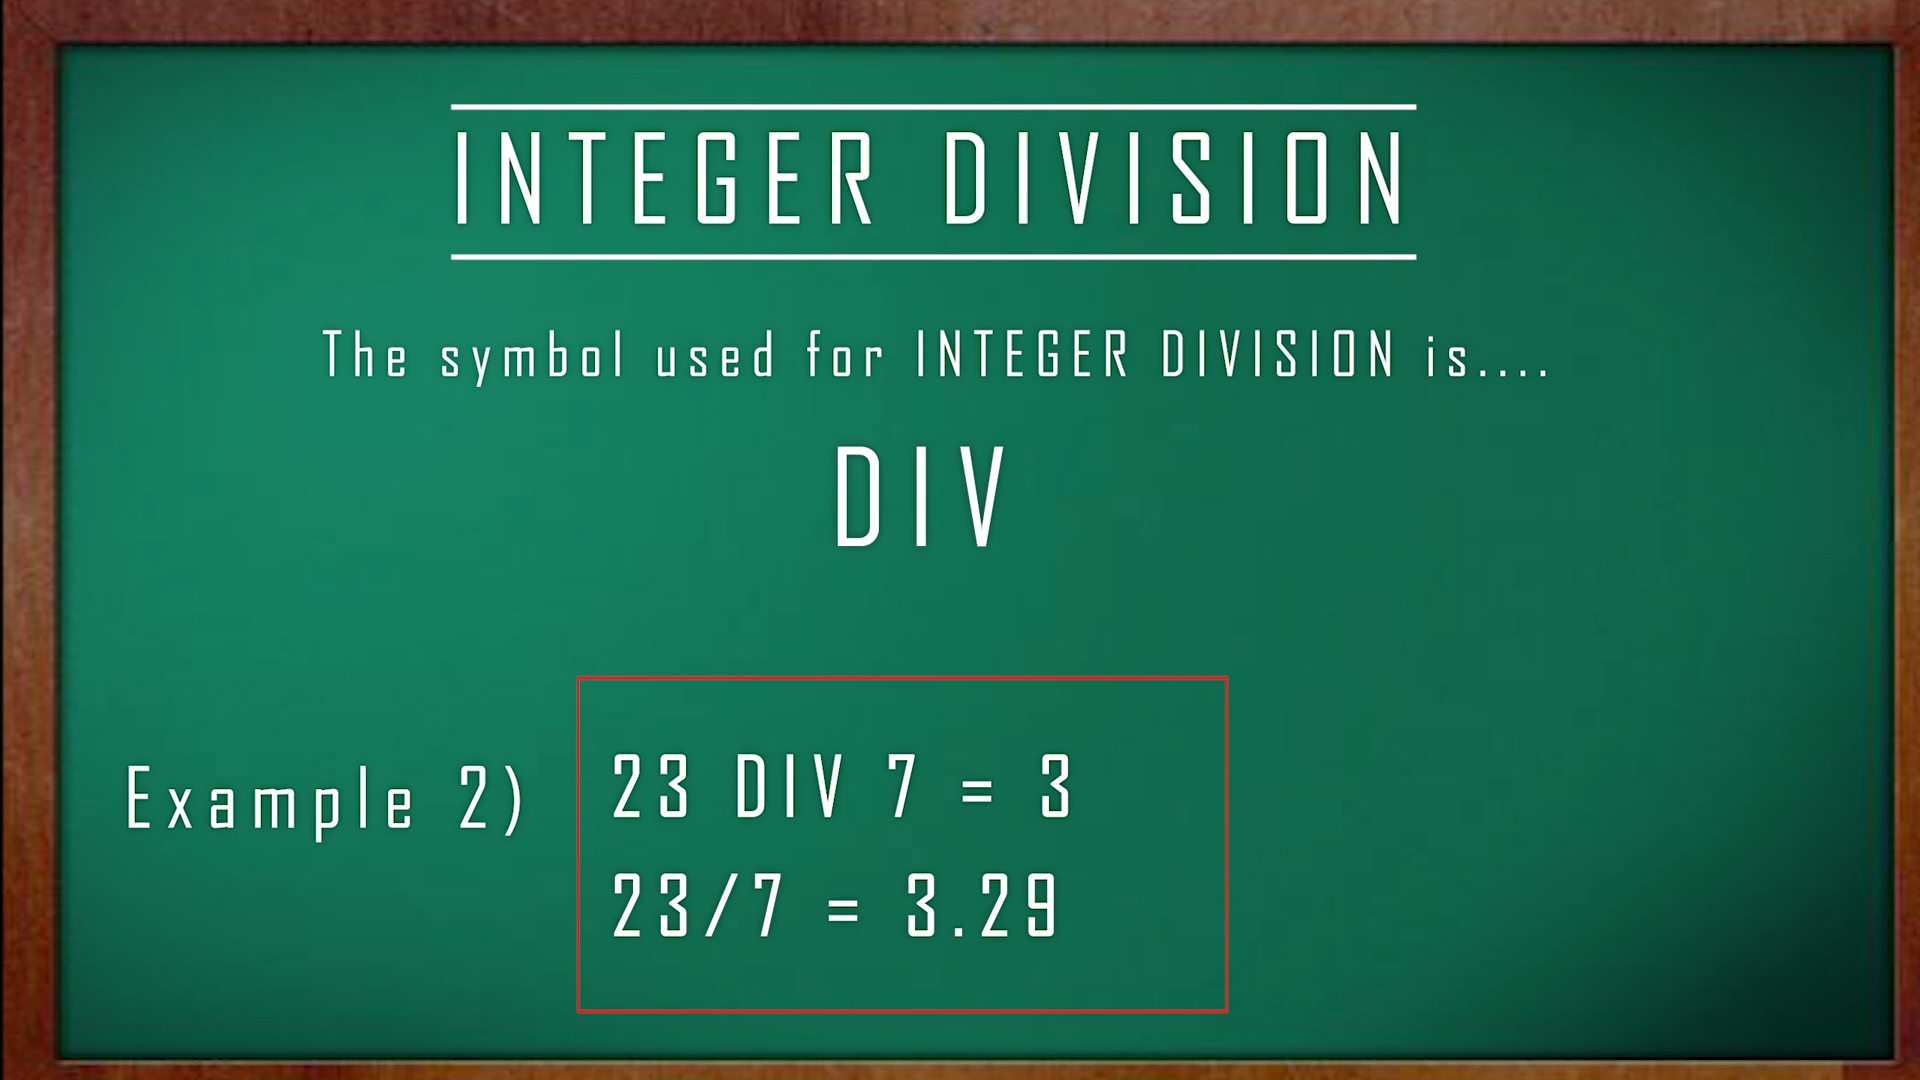 INTEGER DIVISION
The symbol used for INTEGER DIVISION is....
DIV
Example 2)
23 DIV 7 = 3
23/7 = 3.29